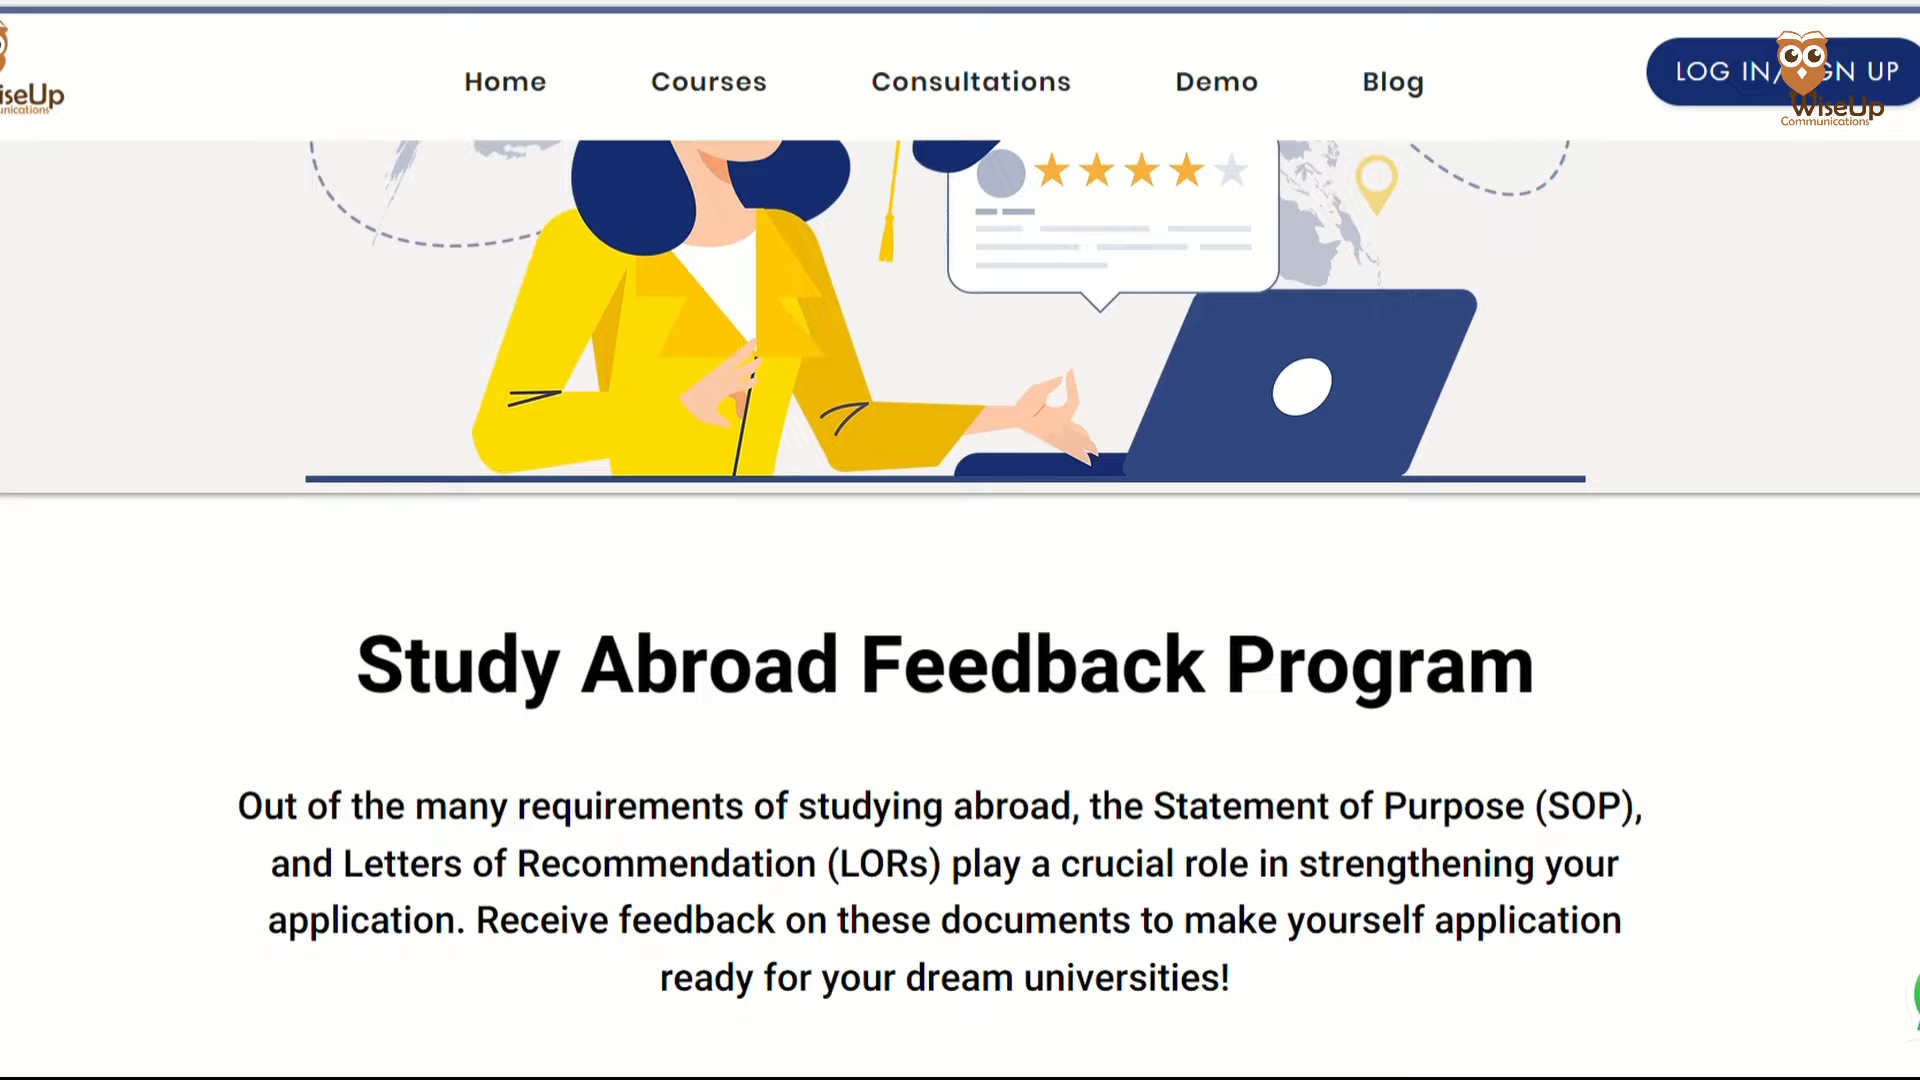 iseUp
unications
Home
Courses
Consultations
Demo
Blog
LOG IN/ GN UP
WiseUp
Communications
Study Abroad Feedback Program
Out of the many requirements of studying abroad, the Statement of Purpose (SOP),
and Letters of Recommendation (LORs) play a crucial role in strengthening your
application. Receive feedback on these documents to make yourself application
ready for your dream universities!